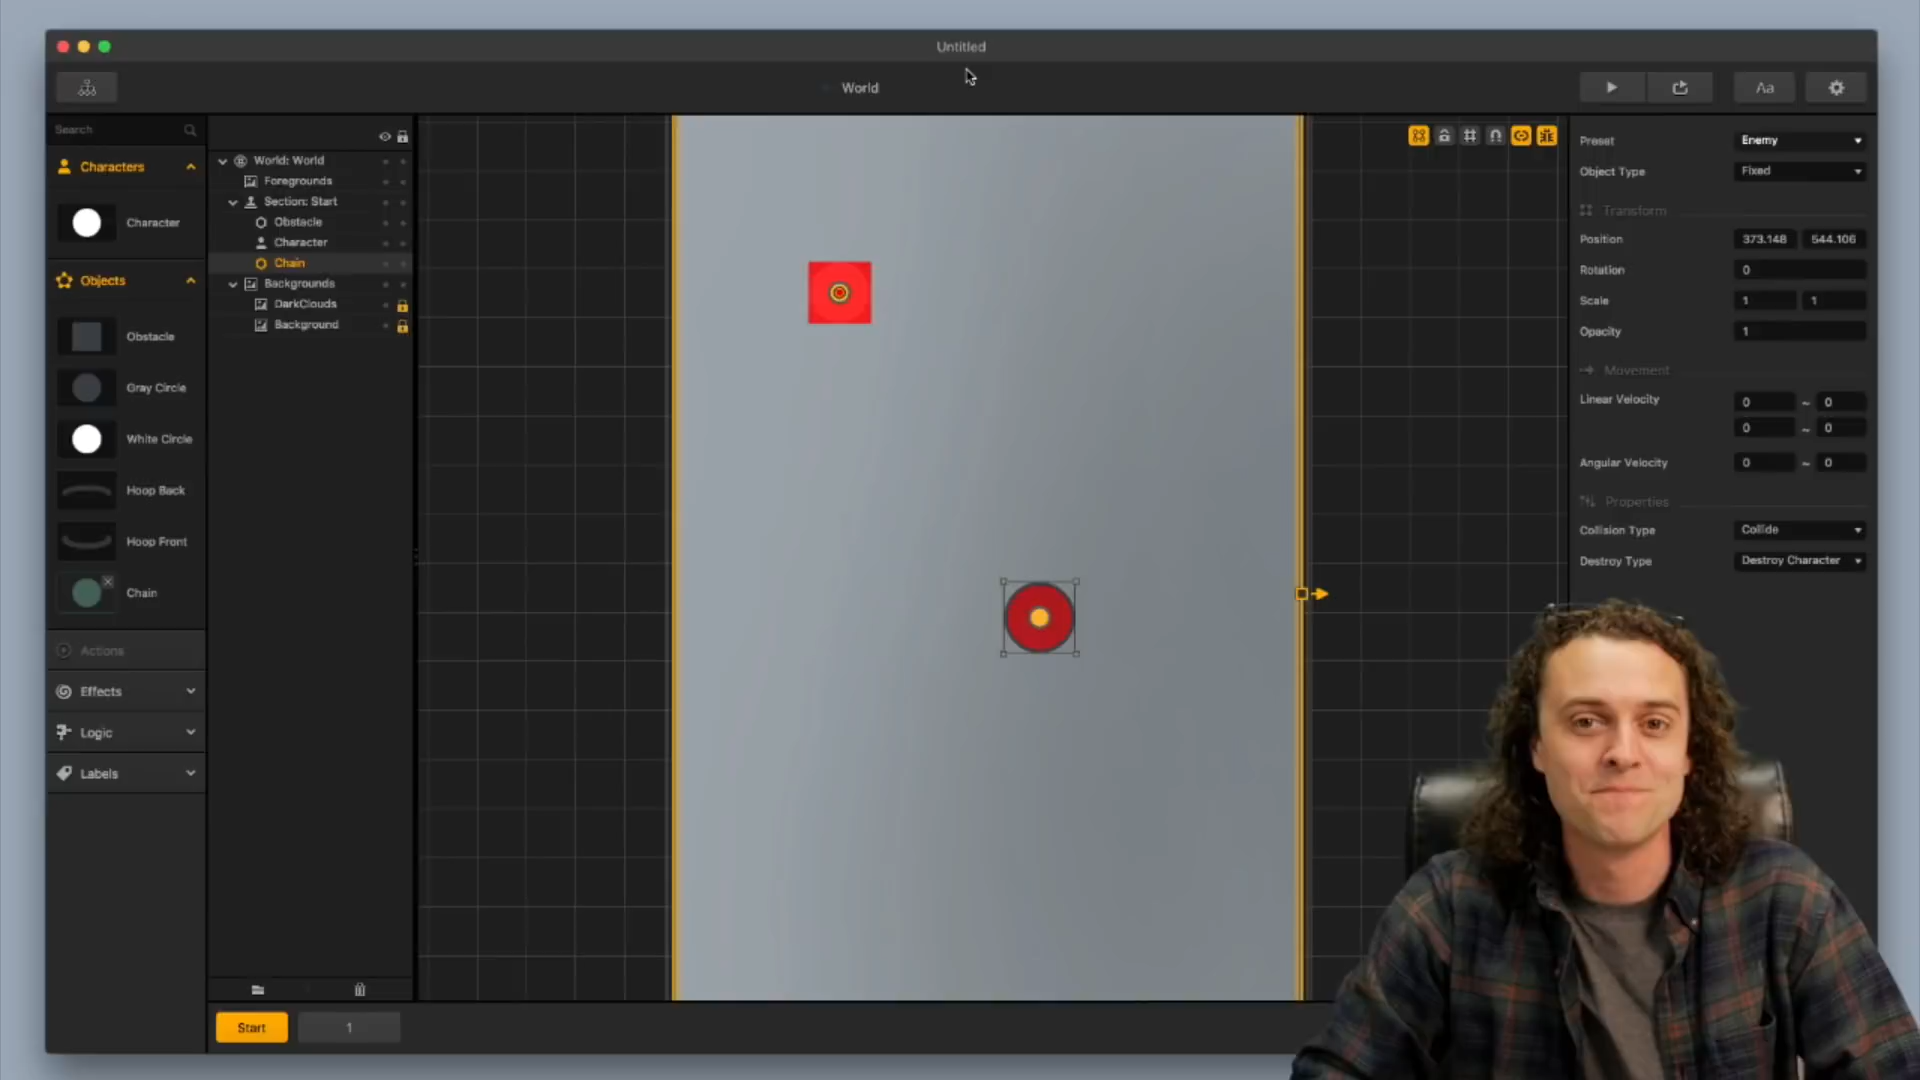 Untitled
World
Aa
Search
Characters
Character
Objects
Obstacle
Gray Circle
White Circle
Hoop Back
Hoop Front
Chain
Actions
Effects
Logic
Labels
World: World
Foregrounds
Section: Start
Obstacle
Character
Chain
Backgrounds
DarkClouds
Background
Start
1
Preset Enemy
Object Type Fixed
Transform
Position 373.148 544.106
Rotation 0
Scale 1 1
Opacity 1
Movement
Linear Velocity 0 ~ 0
0 ~ 0
Angular Velocity 0 ~ 0
Properties
Collision Type Collide
Destroy Type Destroy Character